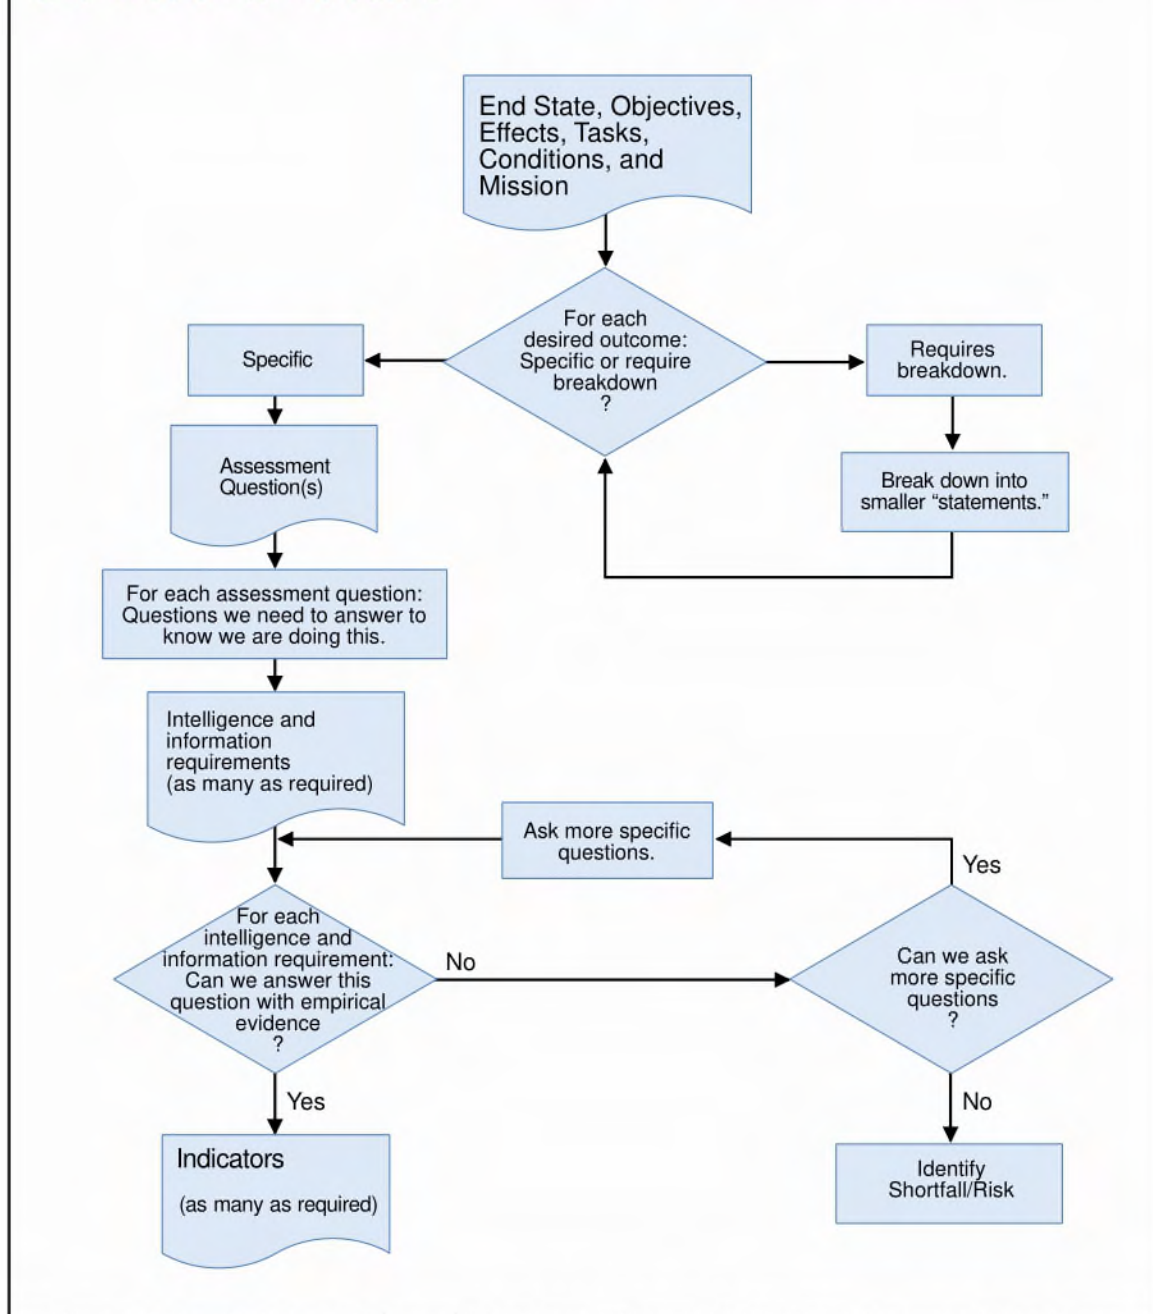 End State, Objectives,
Effects, Tasks,
Conditions, and
Mission
For each
desired outcome:
Specific or require
breakdown
?
Specific
Requires
breakdown.
Assessment
Question(s)
Break down into
smaller “statements.”
For each assessment question:
Questions we need to answer to
know we are doing this.
Intelligence and
information
requirements
(as many as required)
Ask more specific
questions.
Yes
For each
intelligence and
information requirement:
Can we answer this
question with empirical
evidence
?
No
Can we ask
more specific
questions
?
Yes
No
Indicators
(as many as required)
Identify
Shortfall/Risk